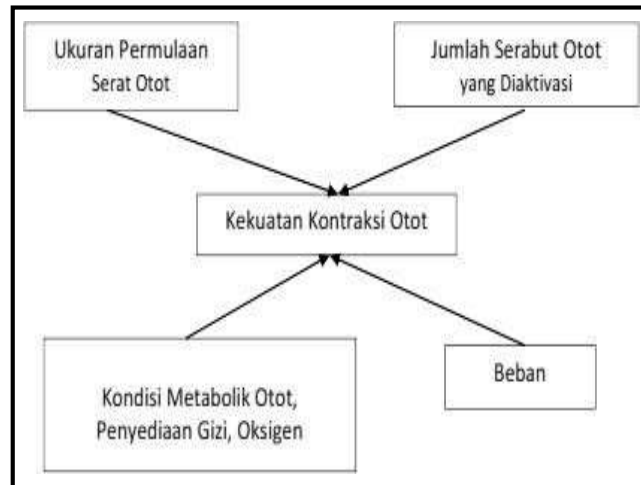 Ukuran Permulaan
Serat Otot
Jumlah Serabut Otot
yang Diaktivasi
Kekuatan Kontraksi Otot
Kondisi Metabolik Otot,
Penyediaan Gizi, Oksigen
Beban